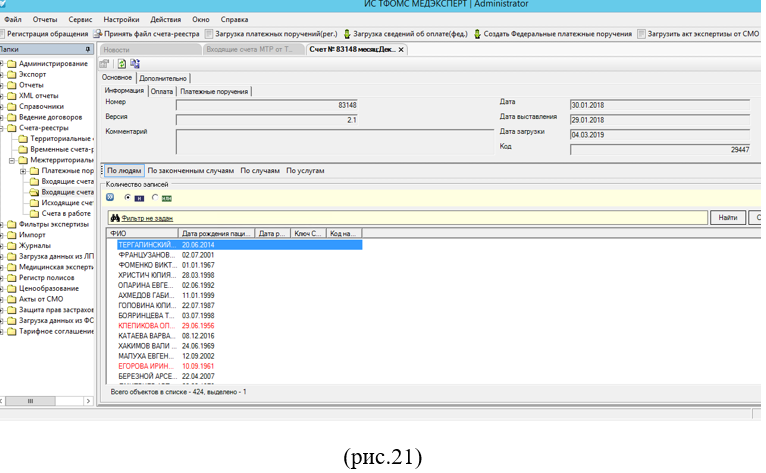 ИС ТФОМС МЕДЭКСПЕРТ | Administrator
Файл Отчеты Сервис Настройки Действия Окно Справка
Регистрация обращения Принять файл счета-реестра Загрузка платежных поручений(рег.) Загрузка сведений об оплате(фед.) Создать Федеральные платежные поручения Загрузить акт экспертизы от СМО
Папки
Новости Входящие счета МТР от Т... Счет № 83148 месяц:Дек...
Администрирование
Экспорт
Отчеты
XML отчеты
Справочники
Ведение договоров
Счета-реестры
Территориальные
Временные счета-р
Межтерриториаль
Платежные пор
Входящие счета
Входящие счета
Исходящие сче
Счета в работе
Фильтры экспертизы
Импорт
Журналы
Загрузка данных из ЛП
Медицинская эксперти
Регистр полисов
Ценообразование
Акты от СМО
Защита прав застрахов
Загрузка данных из ФО
Тарифное соглашение
Основное Дополнительно
Информация Оплата Платежные поручения
Номер 83148 Дата 30.01.2018
Версия 2.1 Дата выставления 29.01.2018
Комментарий Дата загрузки 04.03.2019
Код 29447
По людям По законченным случаям По случаям По услугам
Количество записей
Фильтр не задан Найти
ФИО Дата рождения паци... Дата р... Ключ С... Код на...
ТЕРГАЛИНСКИЙ... 20.06.2014
ФРАНЦУЗАНОВ... 02.07.2001
ФОМЕНКО ВИКТ... 01.01.1967
ХРИСТИЧ ЮЛИЯ... 28.03.1998
ОПАРИНА ЕВГЕ... 02.06.1992
АХМЕДОВ ГАБИ... 11.01.1999
ГОЛОВИНА ЮЛИ... 22.07.1987
БОЯРИНЦЕВА Т... 03.07.1998
КЛЕПИКОВА ОЛ... 29.06.1956
КАТАЕВА ВАРВА... 08.12.2016
ХАКИМОВ ВАЛИ ... 24.06.1969
МАЛУХА ЕВГЕН... 12.09.2002
ЕГОРОВА ИРИН... 10.09.1961
БЕРЕЗНОЙ АРСЕ... 22.04.2007
Всего объектов в списке - 424, выделено - 1
(рис.21)